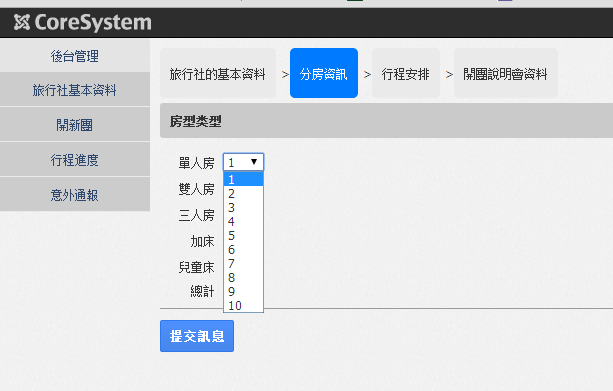 CoreSystem
後台管理
旅行社基本資料
開新團
行程進度
意外通報
旅行社的基本資料 > 分房資訊 > 行程安排 > 開團說明會資料
房型类型
單人房 1
雙人房
三人房
加床
兒童床
總計
1
2
3
4
5
6
7
8
9
10
提交訊息